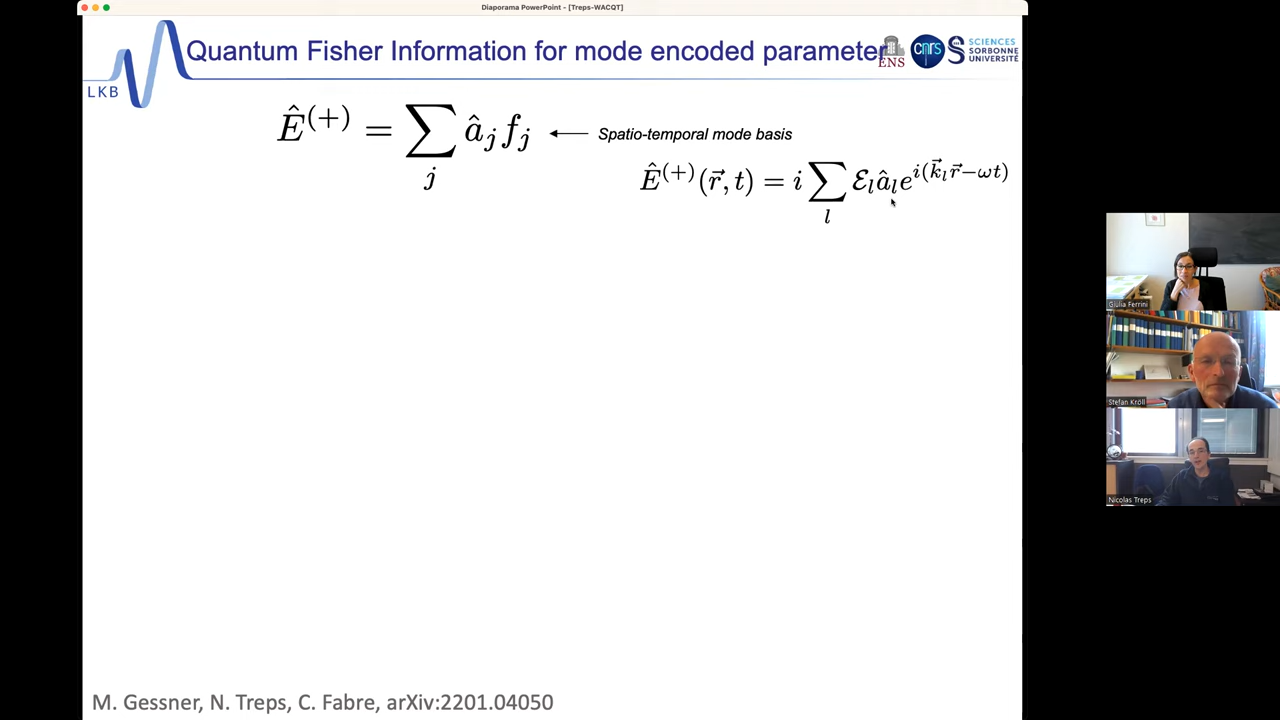 Diaporama PowerPoint - [Treps-WACQT]
Quantum Fisher Information for mode encoded parameter
LKB
ENS
cnrs
SCIENCES
SORBONNE
UNIVERSITÉ
Ê^{(+)} = ∑_j â_j f_j ← Spatio-temporal mode basis
Ê^{(+)}(r⃗, t) = i ∑_l ℰ_l â_l e^{i(k⃗_l r⃗−ωt)}
Giulia Ferrini
Stefan Kröll
Nicolas Treps
M. Gessner, N. Treps, C. Fabre, arXiv:2201.04050